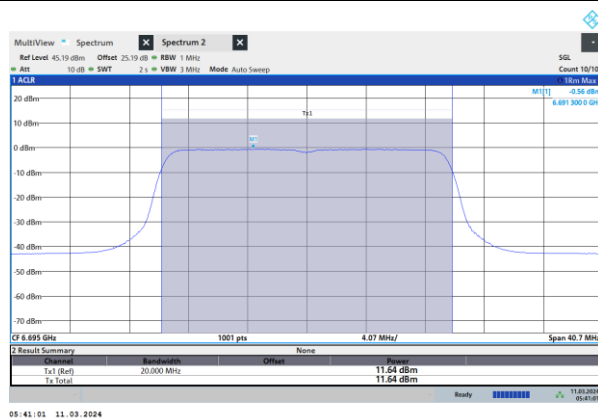 MultiView Spectrum Spectrum 2
Ref Level 45.19 dBm Offset 25.19 dB RBW 1 MHz SGL
Att 10 dB SWT 2 s VBW 3 MHz Mode Auto Sweep Count 10/10
1 ACLR 1Rm Max
M1[1] -0.56 dBm
6.691 300 0 GH
20 dBm
Tx1
10 dBm
M1
0 dBm
-10 dBm
-20 dBm
-30 dBm
-40 dBm
-50 dBm
-60 dBm
-70 dBm
CF 6.695 GHz 1001 pts 4.07 MHz/ Span 40.7 MHz
2 Result Summary None
Channel Bandwidth Offset Power
Tx1 (Ref) 20.000 MHz 11.64 dBm
Tx Total 11.64 dBm
Ready 11.03.2024
05:41:01
05:41:01 11.03.2024